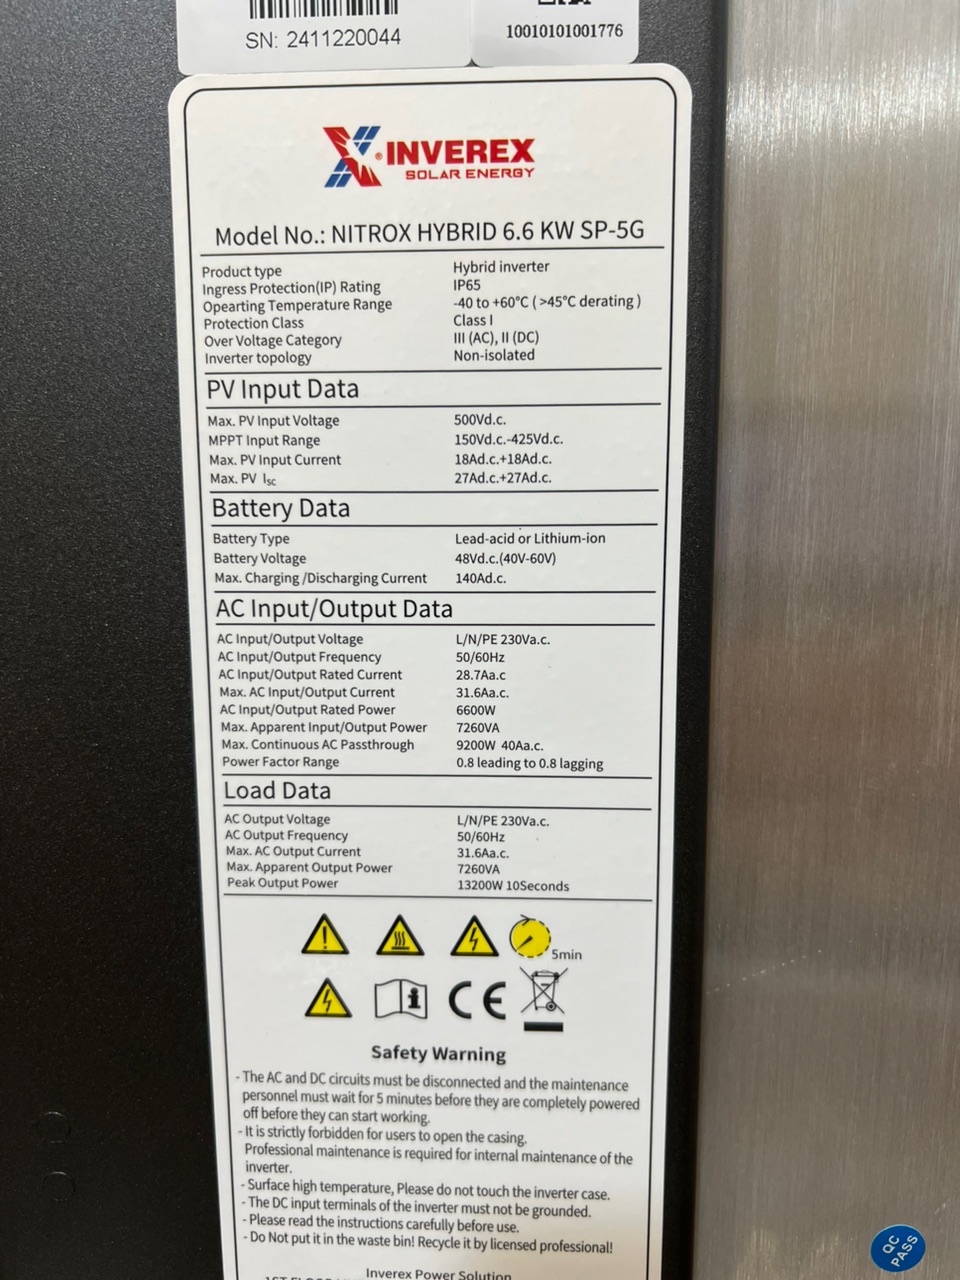 SN: 2411220044
10010101001776
INVEREX
SOLAR ENERGY
Model No.: NITROX HYBRID 6.6 KW SP-5G
Product type Hybrid inverter
Ingress Protection(IP) Rating IP65
Opearting Temperature Range -40 to +60°C ( >45°C derating )
Protection Class Class I
Over Voltage Category III (AC), II (DC)
Inverter topology Non-isolated
PV Input Data
Max. PV Input Voltage 500Vd.c.
MPPT Input Range 150Vd.c.-425Vd.c.
Max. PV Input Current 18Ad.c.+18Ad.c.
Max. PV Isc 27Ad.c.+27Ad.c.
Battery Data
Battery Type Lead-acid or Lithium-ion
Battery Voltage 48Vd.c.(40V-60V)
Max. Charging /Discharging Current 140Ad.c.
AC Input/Output Data
AC Input/Output Voltage L/N/PE 230Va.c.
AC Input/Output Frequency 50/60Hz
AC Input/Output Rated Current 28.7Aa.c
Max. AC Input/Output Current 31.6Aa.c.
AC Input/Output Rated Power 6600W
Max. Apparent Input/Output Power 7260VA
Max. Continuous AC Passthrough 9200W 40Aa.c.
Power Factor Range 0.8 leading to 0.8 lagging
Load Data
AC Output Voltage L/N/PE 230Va.c.
AC Output Frequency 50/60Hz
Max. AC Output Current 31.6Aa.c.
Max. Apparent Output Power 7260VA
Peak Output Power 13200W 10Seconds
5min
CE
Safety Warning
- The AC and DC circuits must be disconnected and the maintenance
personnel must wait for 5 minutes before they are completely powered
off before they can start working.
- It is strictly forbidden for users to open the casing.
Professional maintenance is required for internal maintenance of the
inverter.
- Surface high temperature, Please do not touch the inverter case.
- The DC input terminals of the inverter must not be grounded.
- Please read the instructions carefully before use.
- Do Not put it in the waste bin! Recycle it by licensed professional!
Inverex Power Solution
QC
PASS